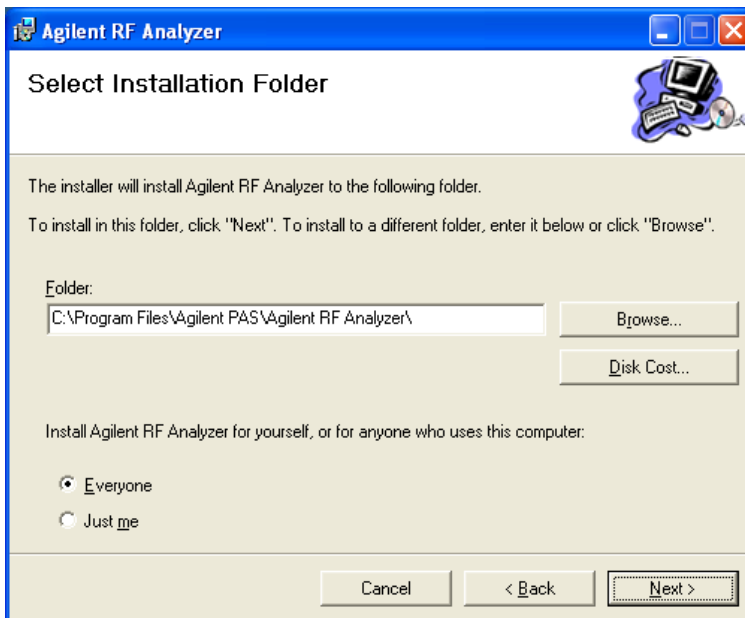 Agilent RF Analyzer
Select Installation Folder
The installer will install Agilent RF Analyzer to the following folder.
To install in this folder, click "Next". To install to a different folder, enter it below or click "Browse".
Folder:
C:\Program Files\Agilent PAS\Agilent RF Analyzer\
Browse...
Disk Cost...
Install Agilent RF Analyzer for yourself, or for anyone who uses this computer:
Everyone
Just me
Cancel
< Back
Next >